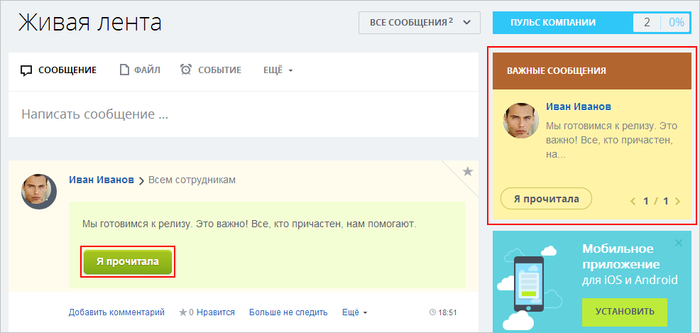 Живая лента
ВСЕ СООБЩЕНИЯ 2
ПУЛЬС КОМПАНИИ 2 0%
СООБЩЕНИЕ ФАЙЛ СОБЫТИЕ ЕЩЁ
Написать сообщение ...
Иван Иванов Всем сотрудникам
Мы готовимся к релизу. Это важно! Все, кто причастен, нам помогают.
Я прочитала
Добавить комментарий 0 Нравится Больше не следить Ещё 18:51
ВАЖНЫЕ СООБЩЕНИЯ
Иван Иванов
Мы готовимся к релизу. Это
важно! Все, кто причастен,
на...
Я прочитала 1 / 1
Мобильное
приложение
для iOS и Android
УСТАНОВИТЬ